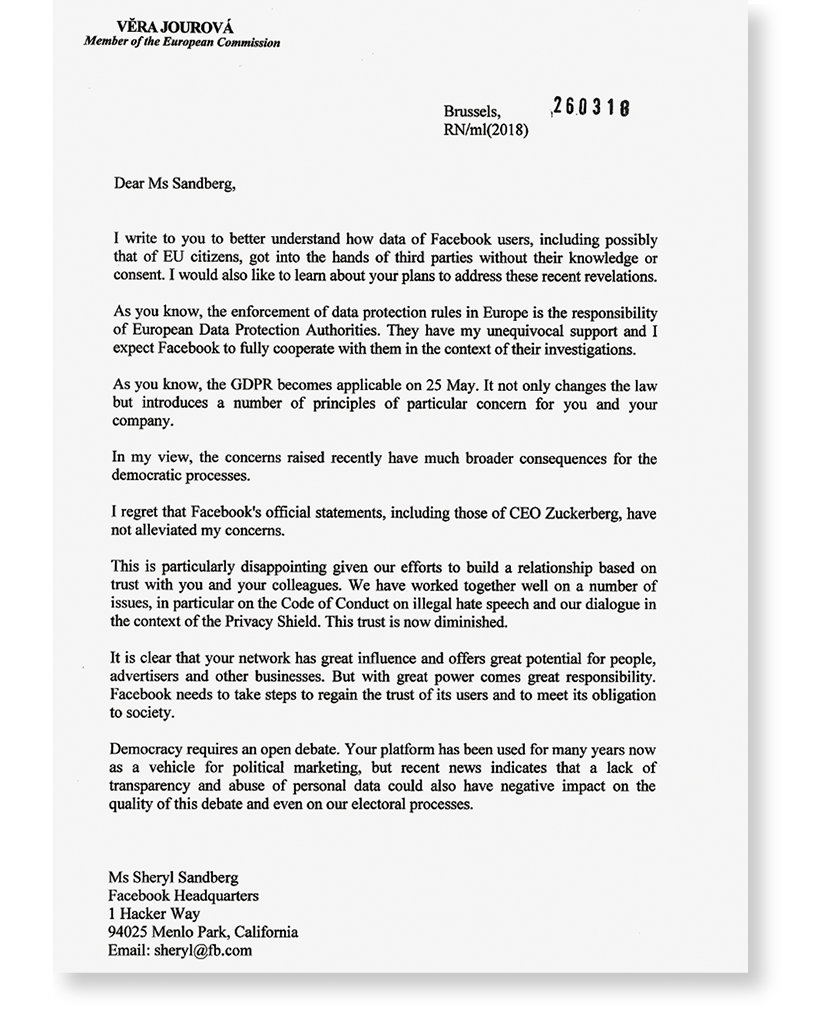 VĚRA JOUROVÁ
Member of the European Commission
Brussels, 260318
RN/ml(2018)
Dear Ms Sandberg,
I write to you to better understand how data of Facebook users, including possibly
that of EU citizens, got into the hands of third parties without their knowledge or
consent. I would also like to learn about your plans to address these recent revelations.
As you know, the enforcement of data protection rules in Europe is the responsibility
of European Data Protection Authorities. They have my unequivocal support and I
expect Facebook to fully cooperate with them in the context of their investigations.
As you know, the GDPR becomes applicable on 25 May. It not only changes the law
but introduces a number of principles of particular concern for you and your
company.
In my view, the concerns raised recently have much broader consequences for the
democratic processes.
I regret that Facebook's official statements, including those of CEO Zuckerberg, have
not alleviated my concerns.
This is particularly disappointing given our efforts to build a relationship based on
trust with you and your colleagues. We have worked together well on a number of
issues, in particular on the Code of Conduct on illegal hate speech and our dialogue in
the context of the Privacy Shield. This trust is now diminished.
It is clear that your network has great influence and offers great potential for people,
advertisers and other businesses. But with great power comes great responsibility.
Facebook needs to take steps to regain the trust of its users and to meet its obligation
to society.
Democracy requires an open debate. Your platform has been used for many years now
as a vehicle for political marketing, but recent news indicates that a lack of
transparency and abuse of personal data could also have negative impact on the
quality of this debate and even on our electoral processes.
Ms Sheryl Sandberg
Facebook Headquarters
1 Hacker Way
94025 Menlo Park, California
Email: sheryl@fb.com